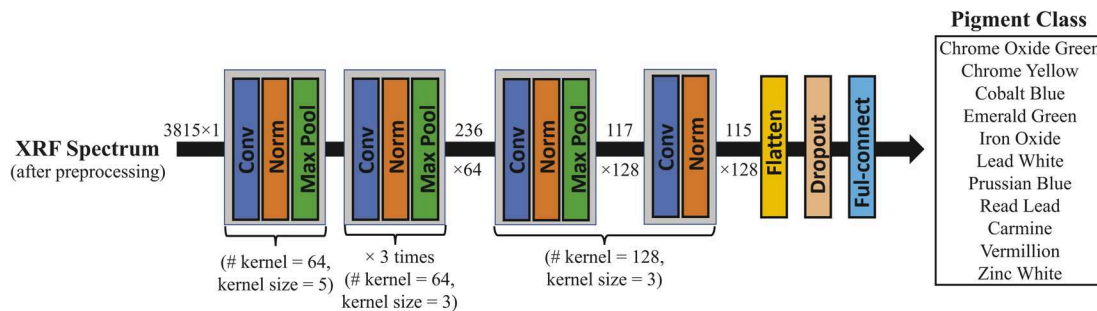 Pigment Class
Chrome Oxide Green
Chrome Yellow
Cobalt Blue
Emerald Green
Iron Oxide
Lead White
Prussian Blue
Read Lead
Carmine
Vermillion
Zinc White
XRF Spectrum
(after preprocessing)
3815×1
Conv
Norm
Max Pool
(# kernel = 64,
kernel size = 5)
Conv
Norm
Max Pool
× 3 times
(# kernel = 64,
kernel size = 3)
236
×64
Conv
Norm
Max Pool
117
×128
Conv
Norm
(# kernel = 128,
kernel size = 3)
115
×128
Flatten
Dropout
Ful-connect